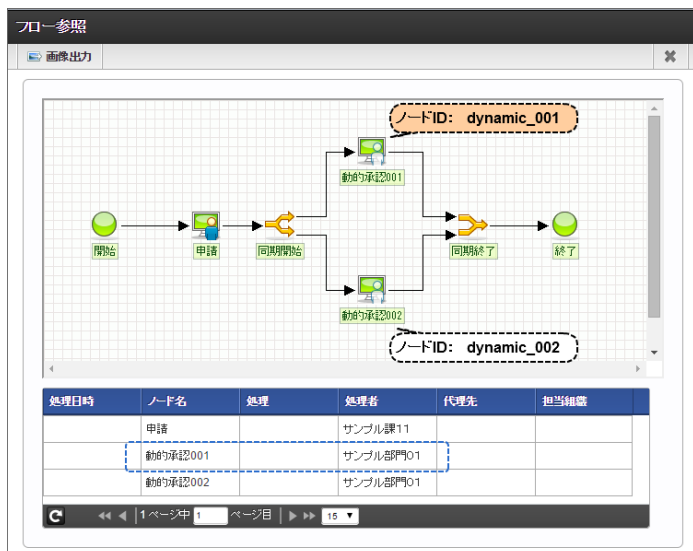 フロー参照
画像出力
ノードID: dynamic_001
動的承認001
開始
申請
同期開始
同期終了
終了
動的承認002
ノードID: dynamic_002
処理日時 ノード名 処理 処理者 代理先 担当組織
申請 サンプル課11
動的承認001 サンプル部門01
動的承認002 サンプル部門01
1 ページ中 1 ページ目 15